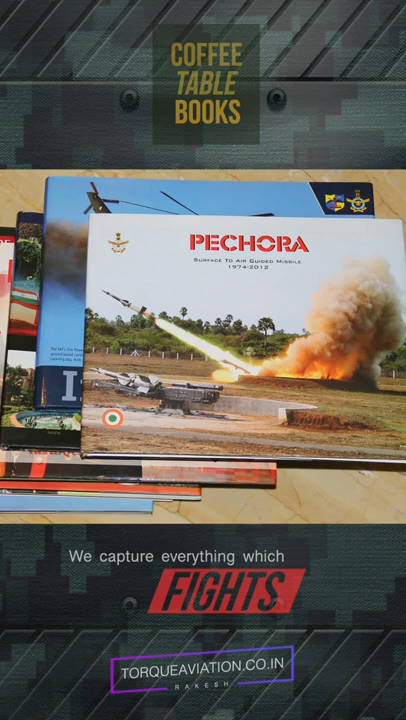 COFFEE
TABLE
BOOKS
PECHORA
SURFACE TO AIR GUIDED MISSILE
1974-2012
We capture everything which
FIGHTS
TORQUEAVIATION.CO.IN
RAKESH